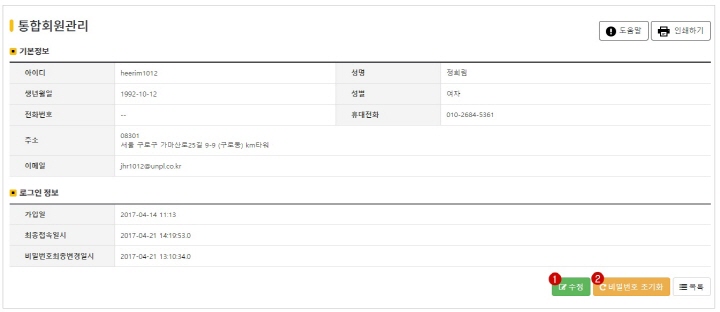 통합회원관리
도움말 인쇄하기
기본정보
아이디 heerim1012 성명 정희림
생년월일 1992-10-12 성별 여자
전화번호 -- 휴대전화 010-2684-5361
주소 08301
서울 구로구 가마산로25길 9-9 (구로동) km타워
이메일 jhr1012@unpl.co.kr
로그인 정보
가입일 2017-04-14 11:13
최종접속일시 2017-04-21 14:19:53.0
비밀번호최종변경일시 2017-04-21 13:10:34.0
1 수정 2 비밀번호 초기화 목록